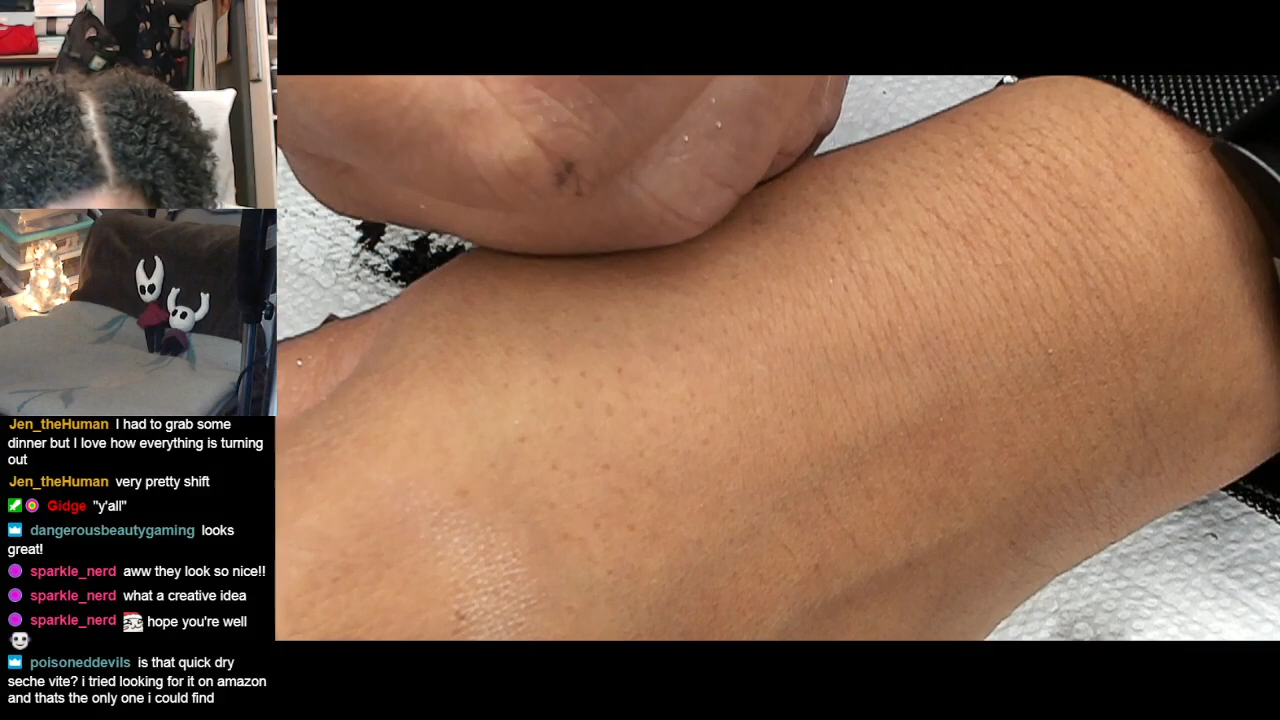 Jen_theHuman I had to grab some
dinner but I love how everything is turning
out
Jen_theHuman very pretty shift
Gidge "y'all"
dangerousbeautygaming looks
great!
sparkle_nerd aww they look so nice!!
sparkle_nerd what a creative idea
sparkle_nerd hope you're well
poisoneddevils is that quick dry
seche vite? i tried looking for it on amazon
and thats the only one i could find